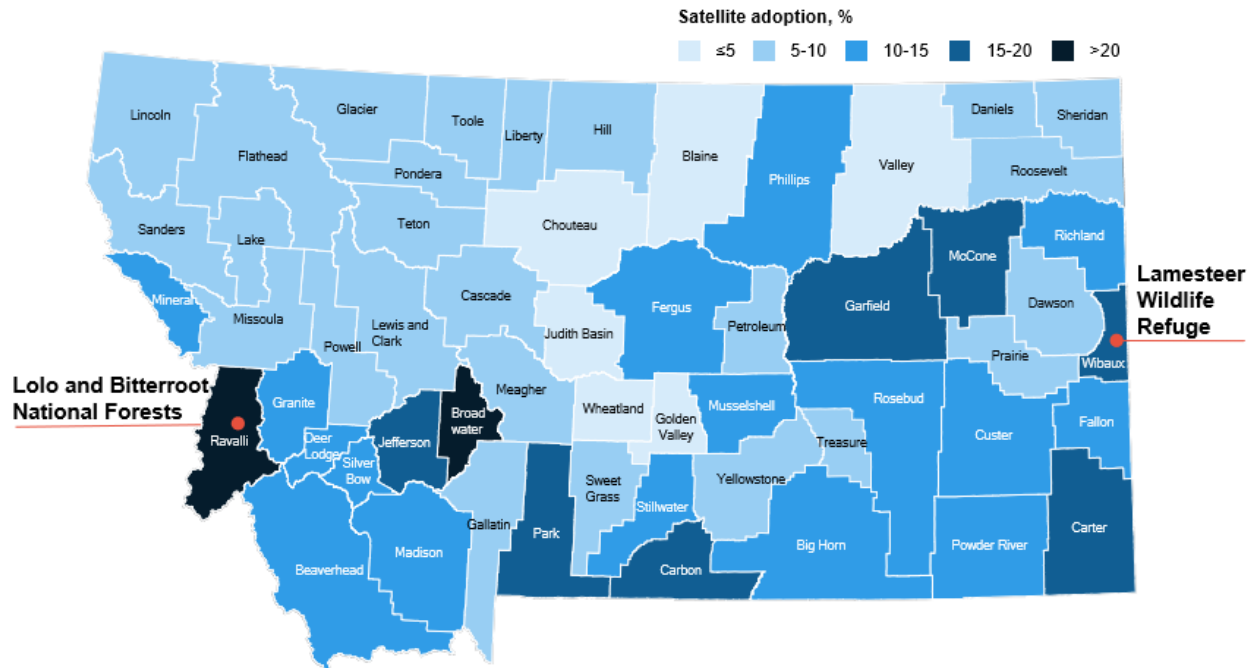 Satellite adoption, %
≤5 5-10 10-15 15-20 >20
Lincoln
Flathead
Glacier
Toole
Liberty
Hill
Blaine
Phillips
Valley
Daniels
Sheridan
Roosevelt
Pondera
Teton
Chouteau
Sanders
Lake
Richland
McCone
Mineral
Missoula
Powell
Lewis and
Clark
Cascade
Judith Basin
Fergus
Petroleum
Garfield
Dawson
Prairie
Wibaux
Lamesteer
Wildlife
Refuge
Lolo and Bitterroot
National Forests
Ravalli
Granite
Deer
Lodge
Silver
Bow
Jefferson
Broad
water
Meagher
Wheatland
Golden
Valley
Musselshell
Rosebud
Treasure
Custer
Fallon
Sweet
Grass
Stillwater
Yellowstone
Gallatin
Park
Carbon
Big Horn
Powder River
Carter
Madison
Beaverhead